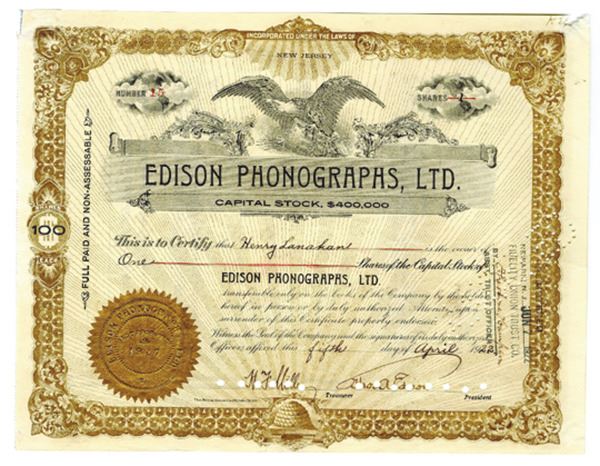 INCORPORATED UNDER THE LAWS OF
NEW JERSEY
NUMBER 25
SHARES 1
EDISON PHONOGRAPHS, LTD.
CAPITAL STOCK, $400,000
FULL PAID AND NON-ASSESSABLE
SHARES
100
EACH
This is to Certify that Henry Lanahan is the owner of
One Shares of the Capital Stock of
EDISON PHONOGRAPHS, LTD.
transferable only on the books of the Company by the holder
hereof in person or by duly authorized Attorney upon
surrender of this Certificate properly endorsed.
Witness the Seal of the Company and the signatures of its duly authorized
Officers affixed this fifth day of April
Treasurer
President
NEWARK, N.J.
FIDELITY UNION TRUST CO.